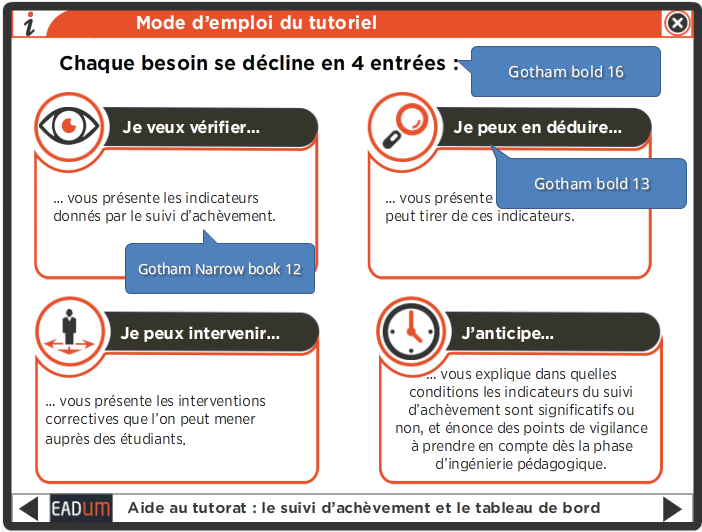 i Mode d'emploi du tutoriel
Chaque besoin se décline en 4 entrées :
Gotham bold 16
Je veux vérifier...
... vous présente les indicateurs
donnés par le suivi d'achèvement.
Gotham Narrow book 12
Je peux en déduire...
Gotham bold 13
... vous présente
peut tirer de ces indicateurs.
Je peux intervenir...
... vous présente les interventions
correctives que l'on peut mener
auprès des étudiants.
J'anticipe...
... vous explique dans quelles
conditions les indicateurs du suivi
d'achèvement sont significatifs ou
non, et énonce des points de vigilance
à prendre en compte dès la phase
d'ingénierie pédagogique.
EADum Aide au tutorat : le suivi d'achèvement et le tableau de bord